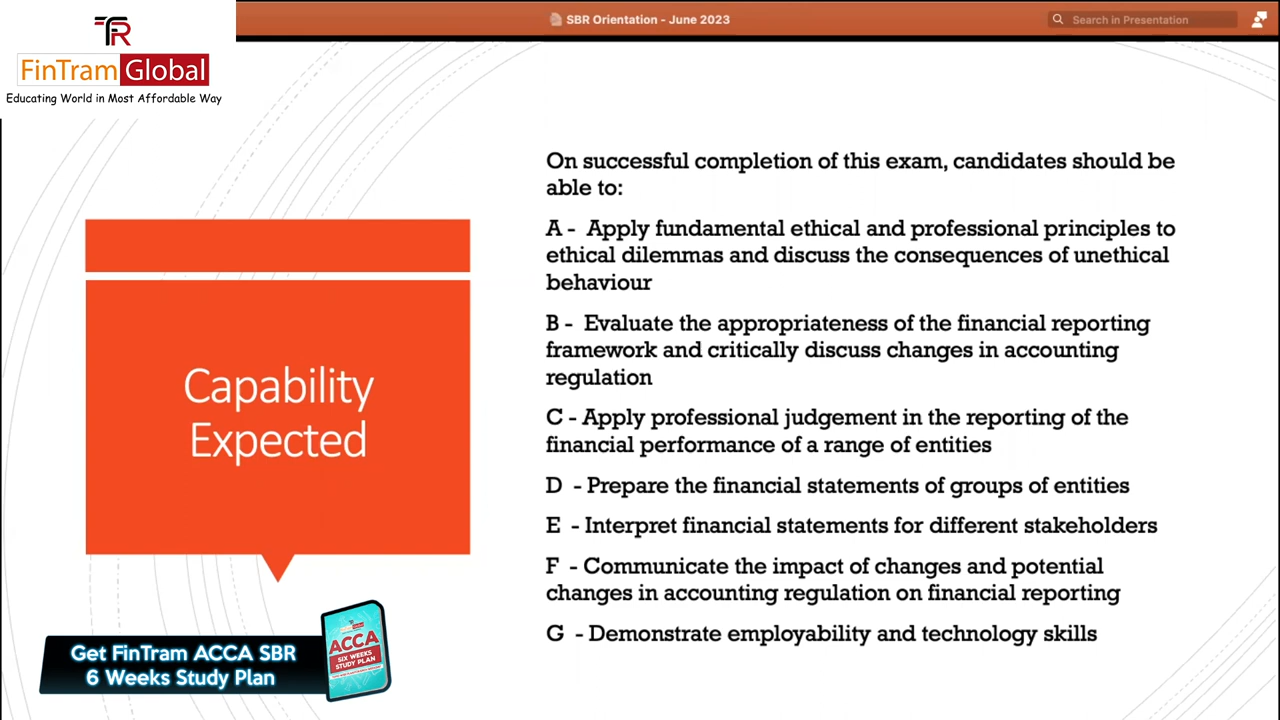 SBR Orientation - June 2023
Search in Presentation
TR
FinTram Global
Educating World in Most Affordable Way
Capability
Expected
On successful completion of this exam, candidates should be
able to:
A - Apply fundamental ethical and professional principles to
ethical dilemmas and discuss the consequences of unethical
behaviour
B - Evaluate the appropriateness of the financial reporting
framework and critically discuss changes in accounting
regulation
C - Apply professional judgement in the reporting of the
financial performance of a range of entities
D - Prepare the financial statements of groups of entities
E - Interpret financial statements for different stakeholders
F - Communicate the impact of changes and potential
changes in accounting regulation on financial reporting
G - Demonstrate employability and technology skills
Get FinTram ACCA SBR
6 Weeks Study Plan
ACCA
SIX WEEKS
STUDY PLAN